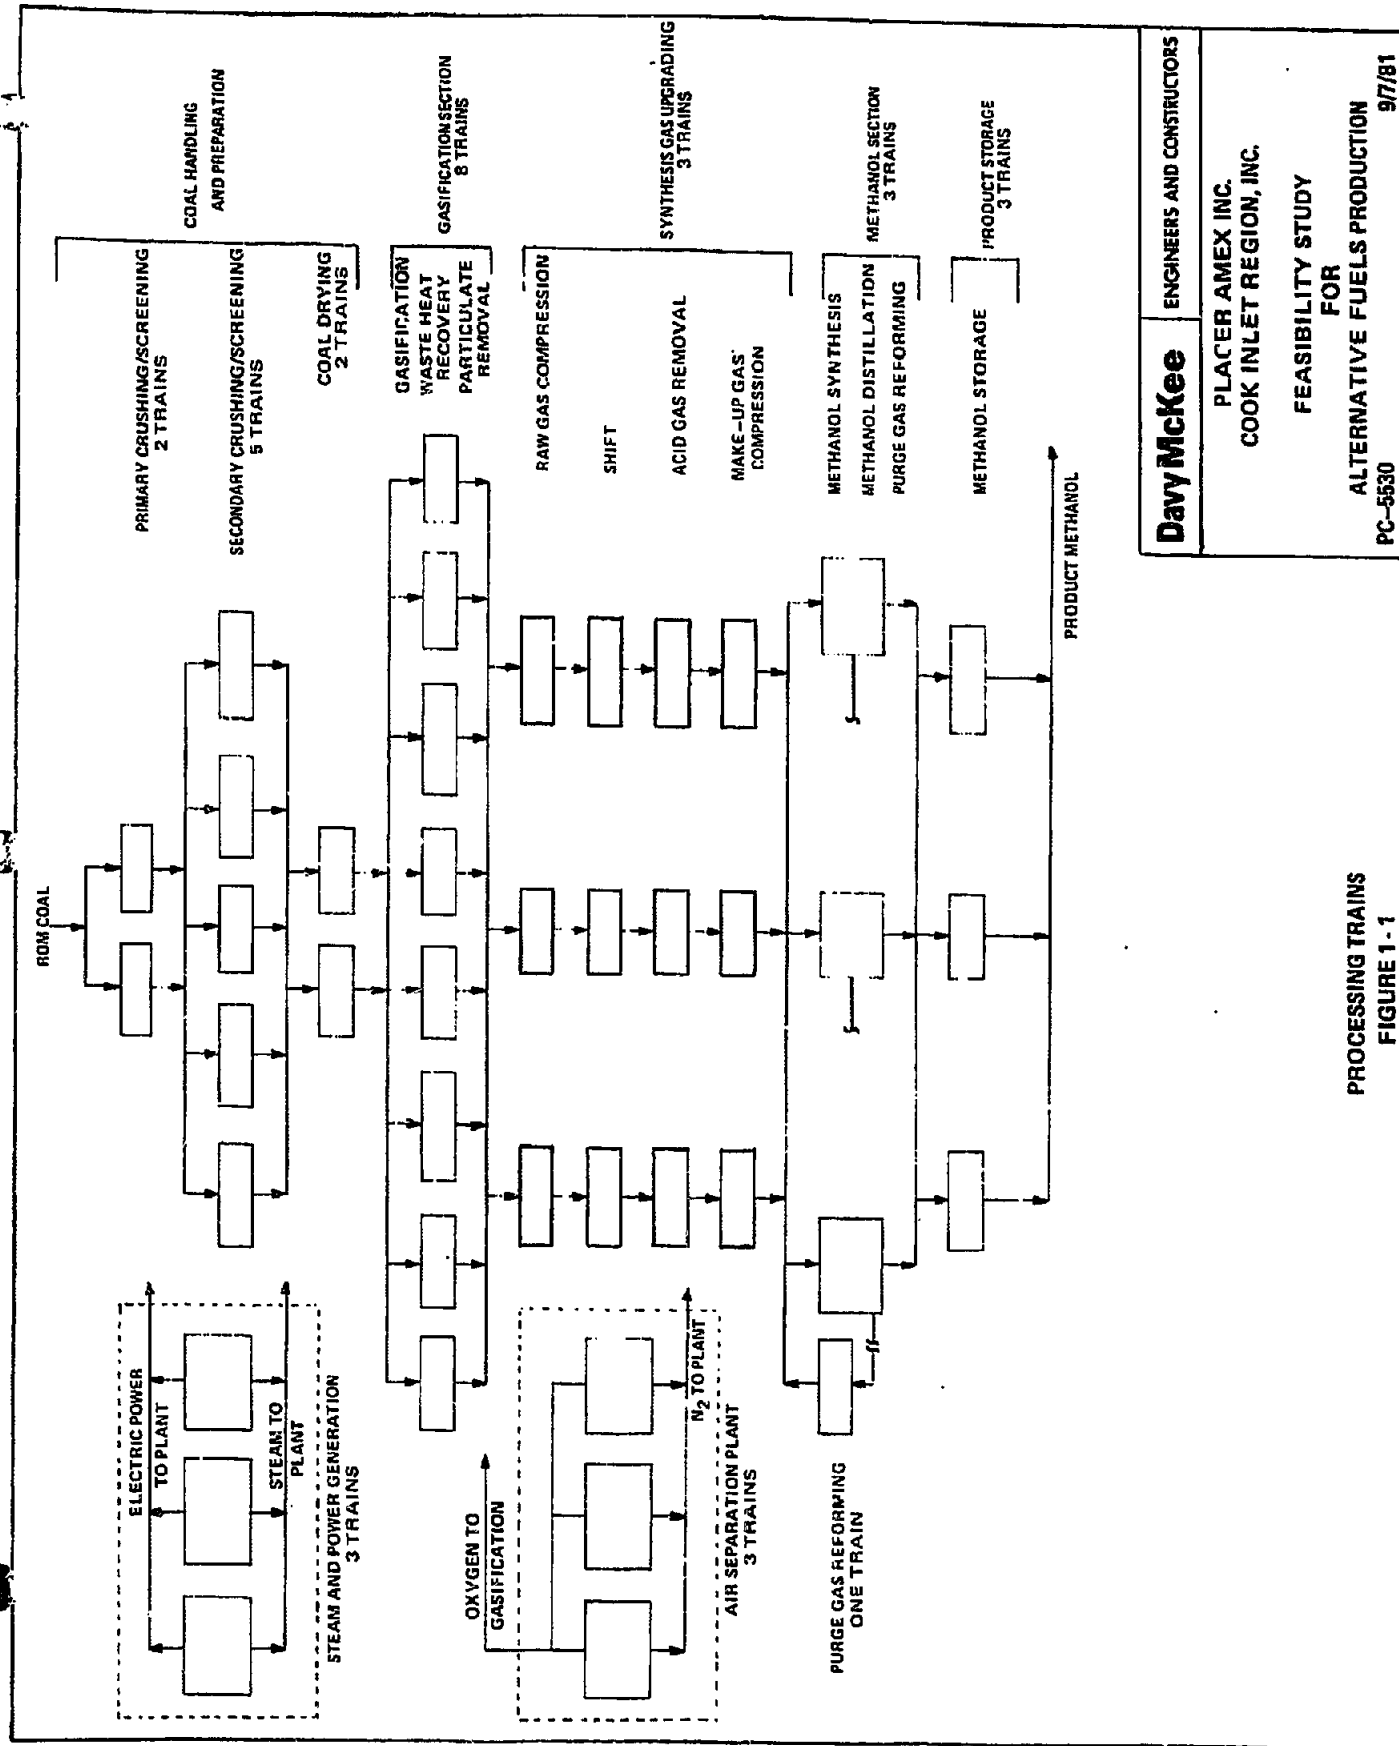 ROM COAL
PRIMARY CRUSHING/SCREENING
2 TRAINS
SECONDARY CRUSHING/SCREENING
5 TRAINS
COAL DRYING
2 TRAINS
COAL HANDLING
AND PREPARATION
GASIFICATION
WASTE HEAT
RECOVERY
PARTICULATE
REMOVAL
GASIFICATION SECTION
8 TRAINS
RAW GAS COMPRESSION
SHIFT
ACID GAS REMOVAL
MAKE-UP GAS
COMPRESSION
SYNTHESIS GAS UPGRADING
3 TRAINS
METHANOL SYNTHESIS
METHANOL DISTILLATION
PURGE GAS REFORMING
METHANOL SECTION
3 TRAINS
METHANOL STORAGE
PRODUCT STORAGE
3 TRAINS
PRODUCT METHANOL
ELECTRIC POWER
TO PLANT
STEAM TO
PLANT
STEAM AND POWER GENERATION
3 TRAINS
OXYGEN TO
GASIFICATION
N2 TO PLANT
AIR SEPARATION PLANT
3 TRAINS
PURGE GAS REFORMING
ONE TRAIN
PROCESSING TRAINS
FIGURE 1-1
Davy McKee ENGINEERS AND CONSTRUCTORS
PLACER AMEX INC.
COOK INLET REGION, INC.
FEASIBILITY STUDY
FOR
ALTERNATIVE FUELS PRODUCTION
PC-5530 9/7/81